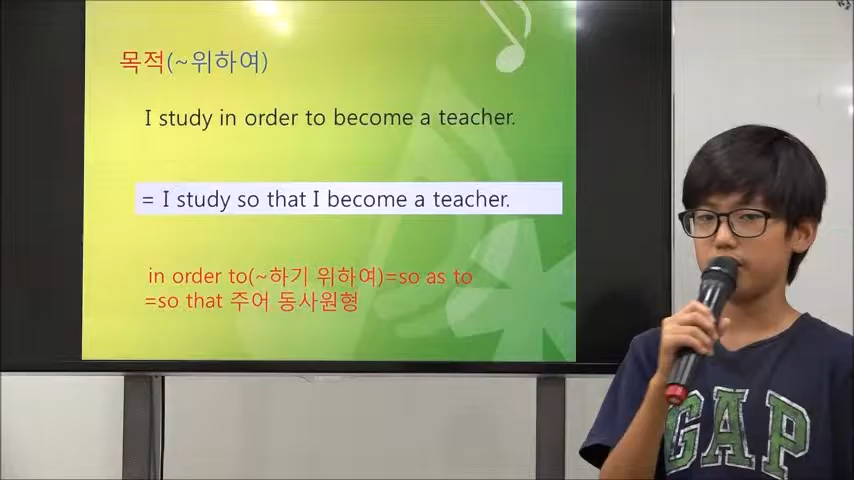 목적(~위하여)
I study in order to become a teacher.
= I study so that I become a teacher.
in order to(~하기 위하여)=so as to
=so that 주어 동사원형
GAP